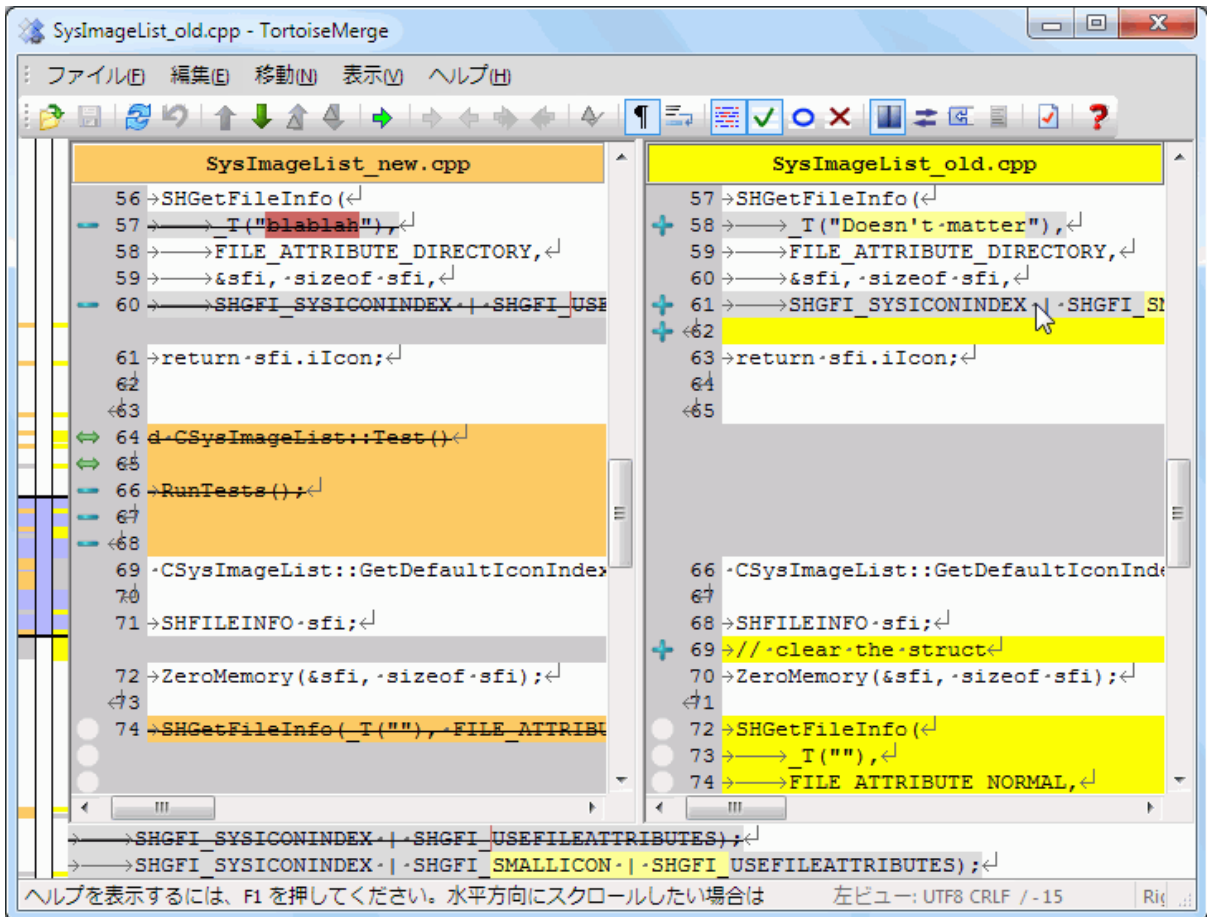 SysImageList_old.cpp - TortoiseMerge
ファイル(F) 編集(E) 移動(N) 表示(V) ヘルプ(H)
SysImageList_new.cpp
56 →SHGetFileInfo(↵
57 → →_T("blablah"),↵
58 → →FILE_ATTRIBUTE_DIRECTORY,↵
59 → →&sfi,·sizeof·sfi,↵
60 → →SHGFI_SYSICONINDEX·|·SHGFI_USE
61 →return·sfi.iIcon;↵
62
63
64 d·CSysImageList::Test()↵
65
66 →RunTests();↵
67
68
69 ·CSysImageList::GetDefaultIconIndex
70
71 →SHFILEINFO·sfi;↵
72 →ZeroMemory(&sfi,·sizeof·sfi);↵
73
74 →SHGetFileInfo(_T(""),·FILE_ATTRIBU
SysImageList_old.cpp
57 →SHGetFileInfo(↵
58 → →_T("Doesn't·matter"),↵
59 → →FILE_ATTRIBUTE_DIRECTORY,↵
60 → →&sfi,·sizeof·sfi,↵
61 → →SHGFI_SYSICONINDEX·|·SHGFI_SM
62
63 →return·sfi.iIcon;↵
64
65
66 ·CSysImageList::GetDefaultIconInde
67
68 →SHFILEINFO·sfi;↵
69 →//·clear·the·struct↵
70 →ZeroMemory(&sfi,·sizeof·sfi);↵
71
72 →SHGetFileInfo(↵
73 → →_T(""),↵
74 → →FILE_ATTRIBUTE_NORMAL,↵
→ →SHGFI_SYSICONINDEX·|·SHGFI_USEFILEATTRIBUTES);↵
→ →SHGFI_SYSICONINDEX·|·SHGFI_SMALLICON·|·SHGFI_USEFILEATTRIBUTES);↵
ヘルプを表示するには、F1 を押してください。水平方向にスクロールしたい場合は 左ビュー: UTF8 CRLF / - 15 Rig